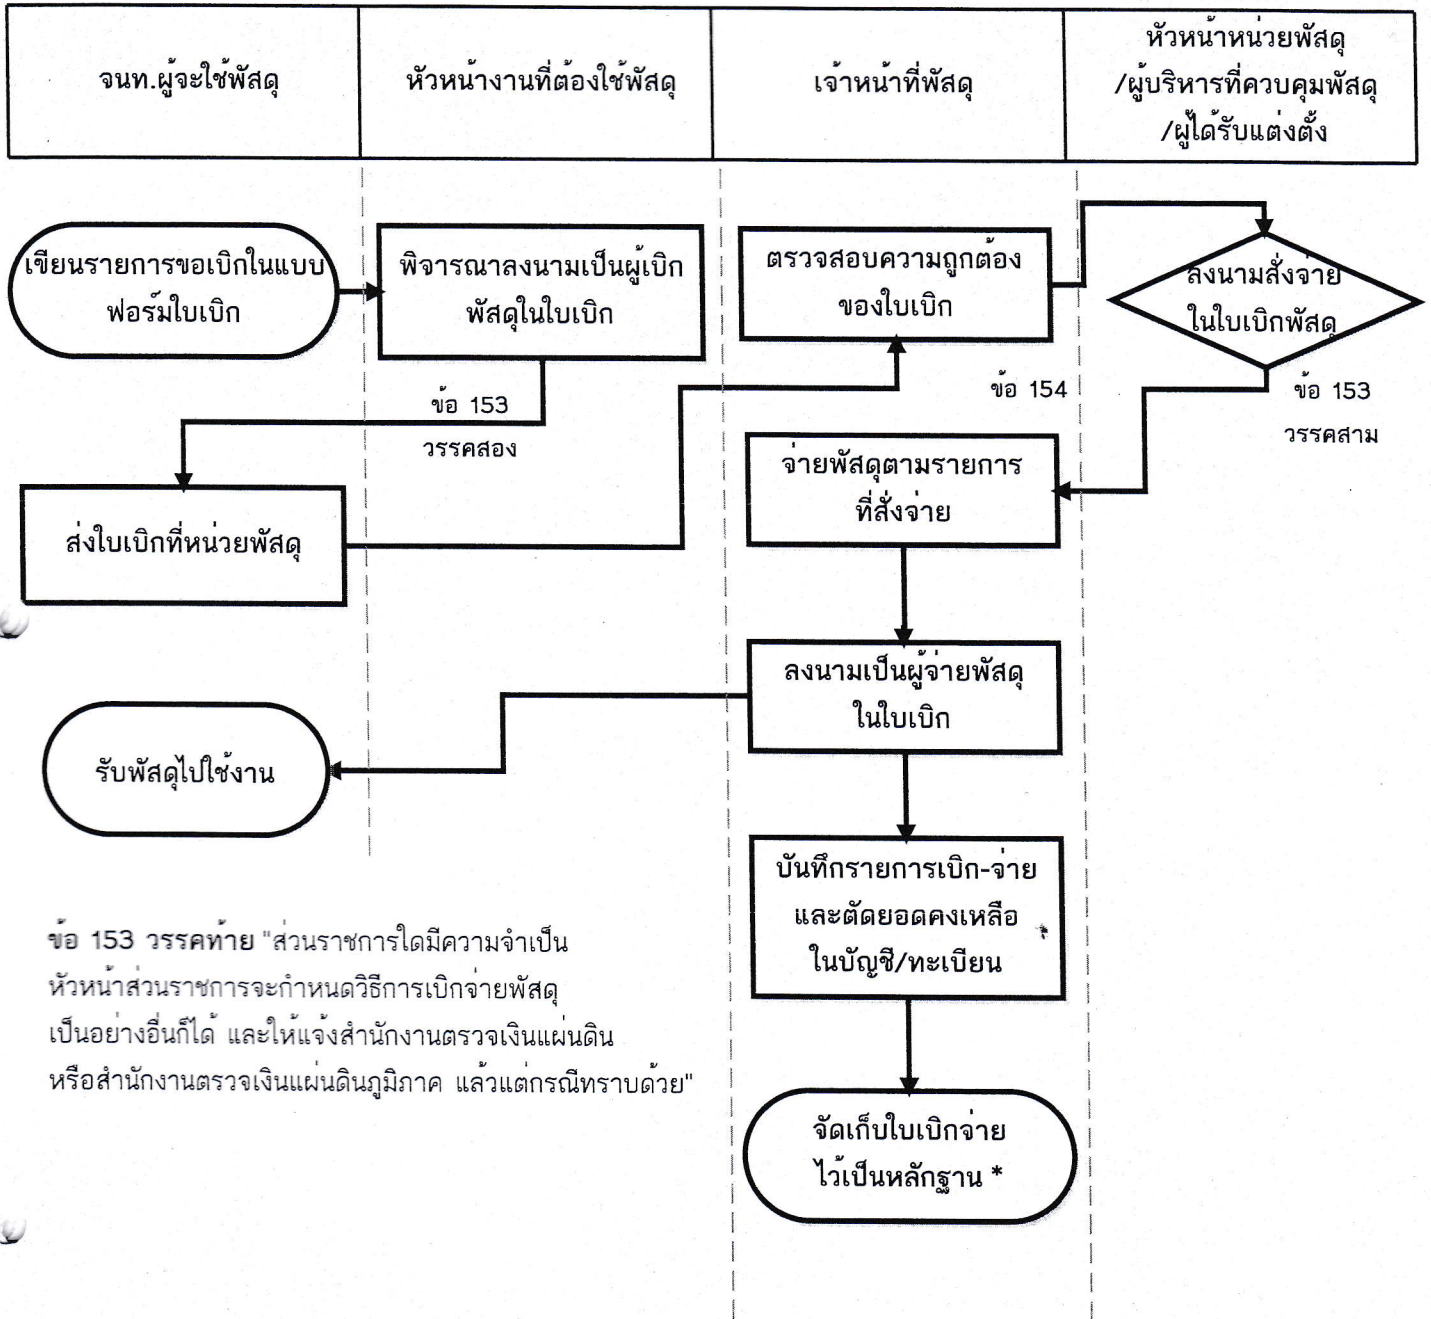 จนท.ผู้จะใช้พัสดุ
หัวหน้างานที่ต้องใช้พัสดุ
เจ้าหน้าที่พัสดุ
หัวหน้าหน่วยพัสดุ
/ผู้บริหารที่ควบคุมพัสดุ
/ผู้ได้รับแต่งตั้ง
เขียนรายการขอเบิกในแบบ
ฟอร์มใบเบิก
พิจารณาลงนามเป็นผู้เบิก
พัสดุในใบเบิก
ตรวจสอบความถูกต้อง
ของใบเบิก
ลงนามสั่งจ่าย
ในใบเบิกพัสดุ
ข้อ 153
วรรคสอง
ข้อ 154
ข้อ 153
วรรคสาม
ส่งใบเบิกที่หน่วยพัสดุ
จ่ายพัสดุตามรายการ
ที่สั่งจ่าย
ลงนามเป็นผู้จ่ายพัสดุ
ในใบเบิก
รับพัสดุไปใช้งาน
บันทึกรายการเบิก-จ่าย
และตัดยอดคงเหลือ
ในบัญชี/ทะเบียน
ข้อ 153 วรรคท้าย "ส่วนราชการใดมีความจำเป็น
หัวหน้าส่วนราชการจะกำหนดวิธีการเบิกจ่ายพัสดุ
เป็นอย่างอื่นก็ได้ และให้แจ้งสำนักงานตรวจเงินแผ่นดิน
หรือสำนักงานตรวจเงินแผ่นดินภูมิภาค แล้วแต่กรณีทราบด้วย"
จัดเก็บใบเบิกจ่าย
ไว้เป็นหลักฐาน *